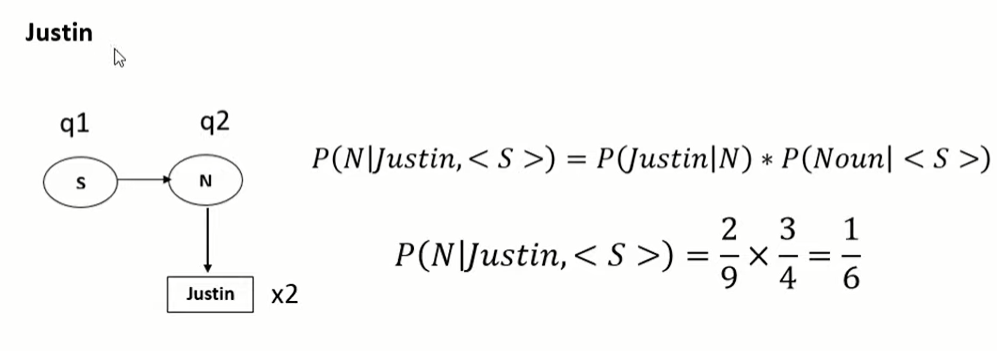 Justin
q1 q2
S N
P(N|Justin, < S >) = P(Justin|N) ∗ P(Noun| < S >)
P(N|Justin, < S >) = 2/9 × 3/4 = 1/6
Justin x2